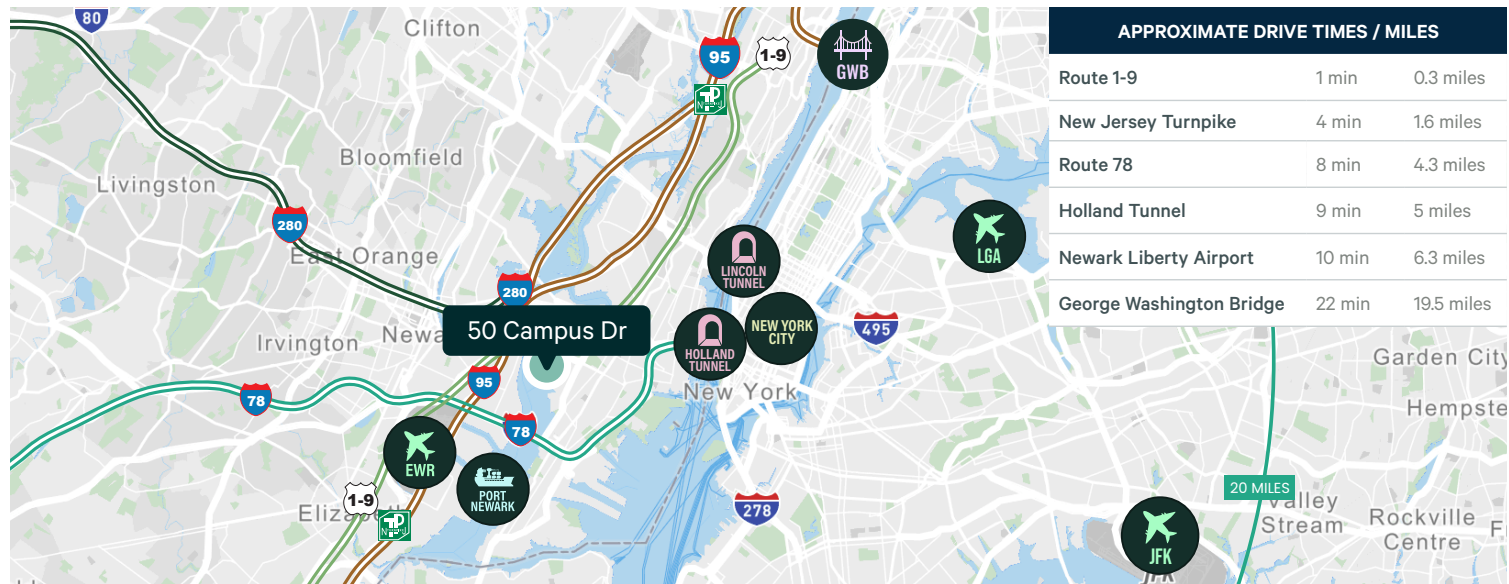 80
Clifton
95
1-9
GWB
Bloomfield
Livingston
280
East Orange
LGA
LINCOLN
TUNNEL
280
50 Campus Dr
Irvington
NEW YORK
CITY
495
HOLLAND
TUNNEL
New York
95
78
78
EWR
PORT
NEWARK
1-9
278
20 MILES
Valley
Stream
Rockville
Centre
JFK
Garden City
APPROXIMATE DRIVE TIMES / MILES
Route 1-9 1 min 0.3 miles
New Jersey Turnpike 4 min 1.6 miles
Route 78 8 min 4.3 miles
Holland Tunnel 9 min 5 miles
Newark Liberty Airport 10 min 6.3 miles
George Washington Bridge 22 min 19.5 miles